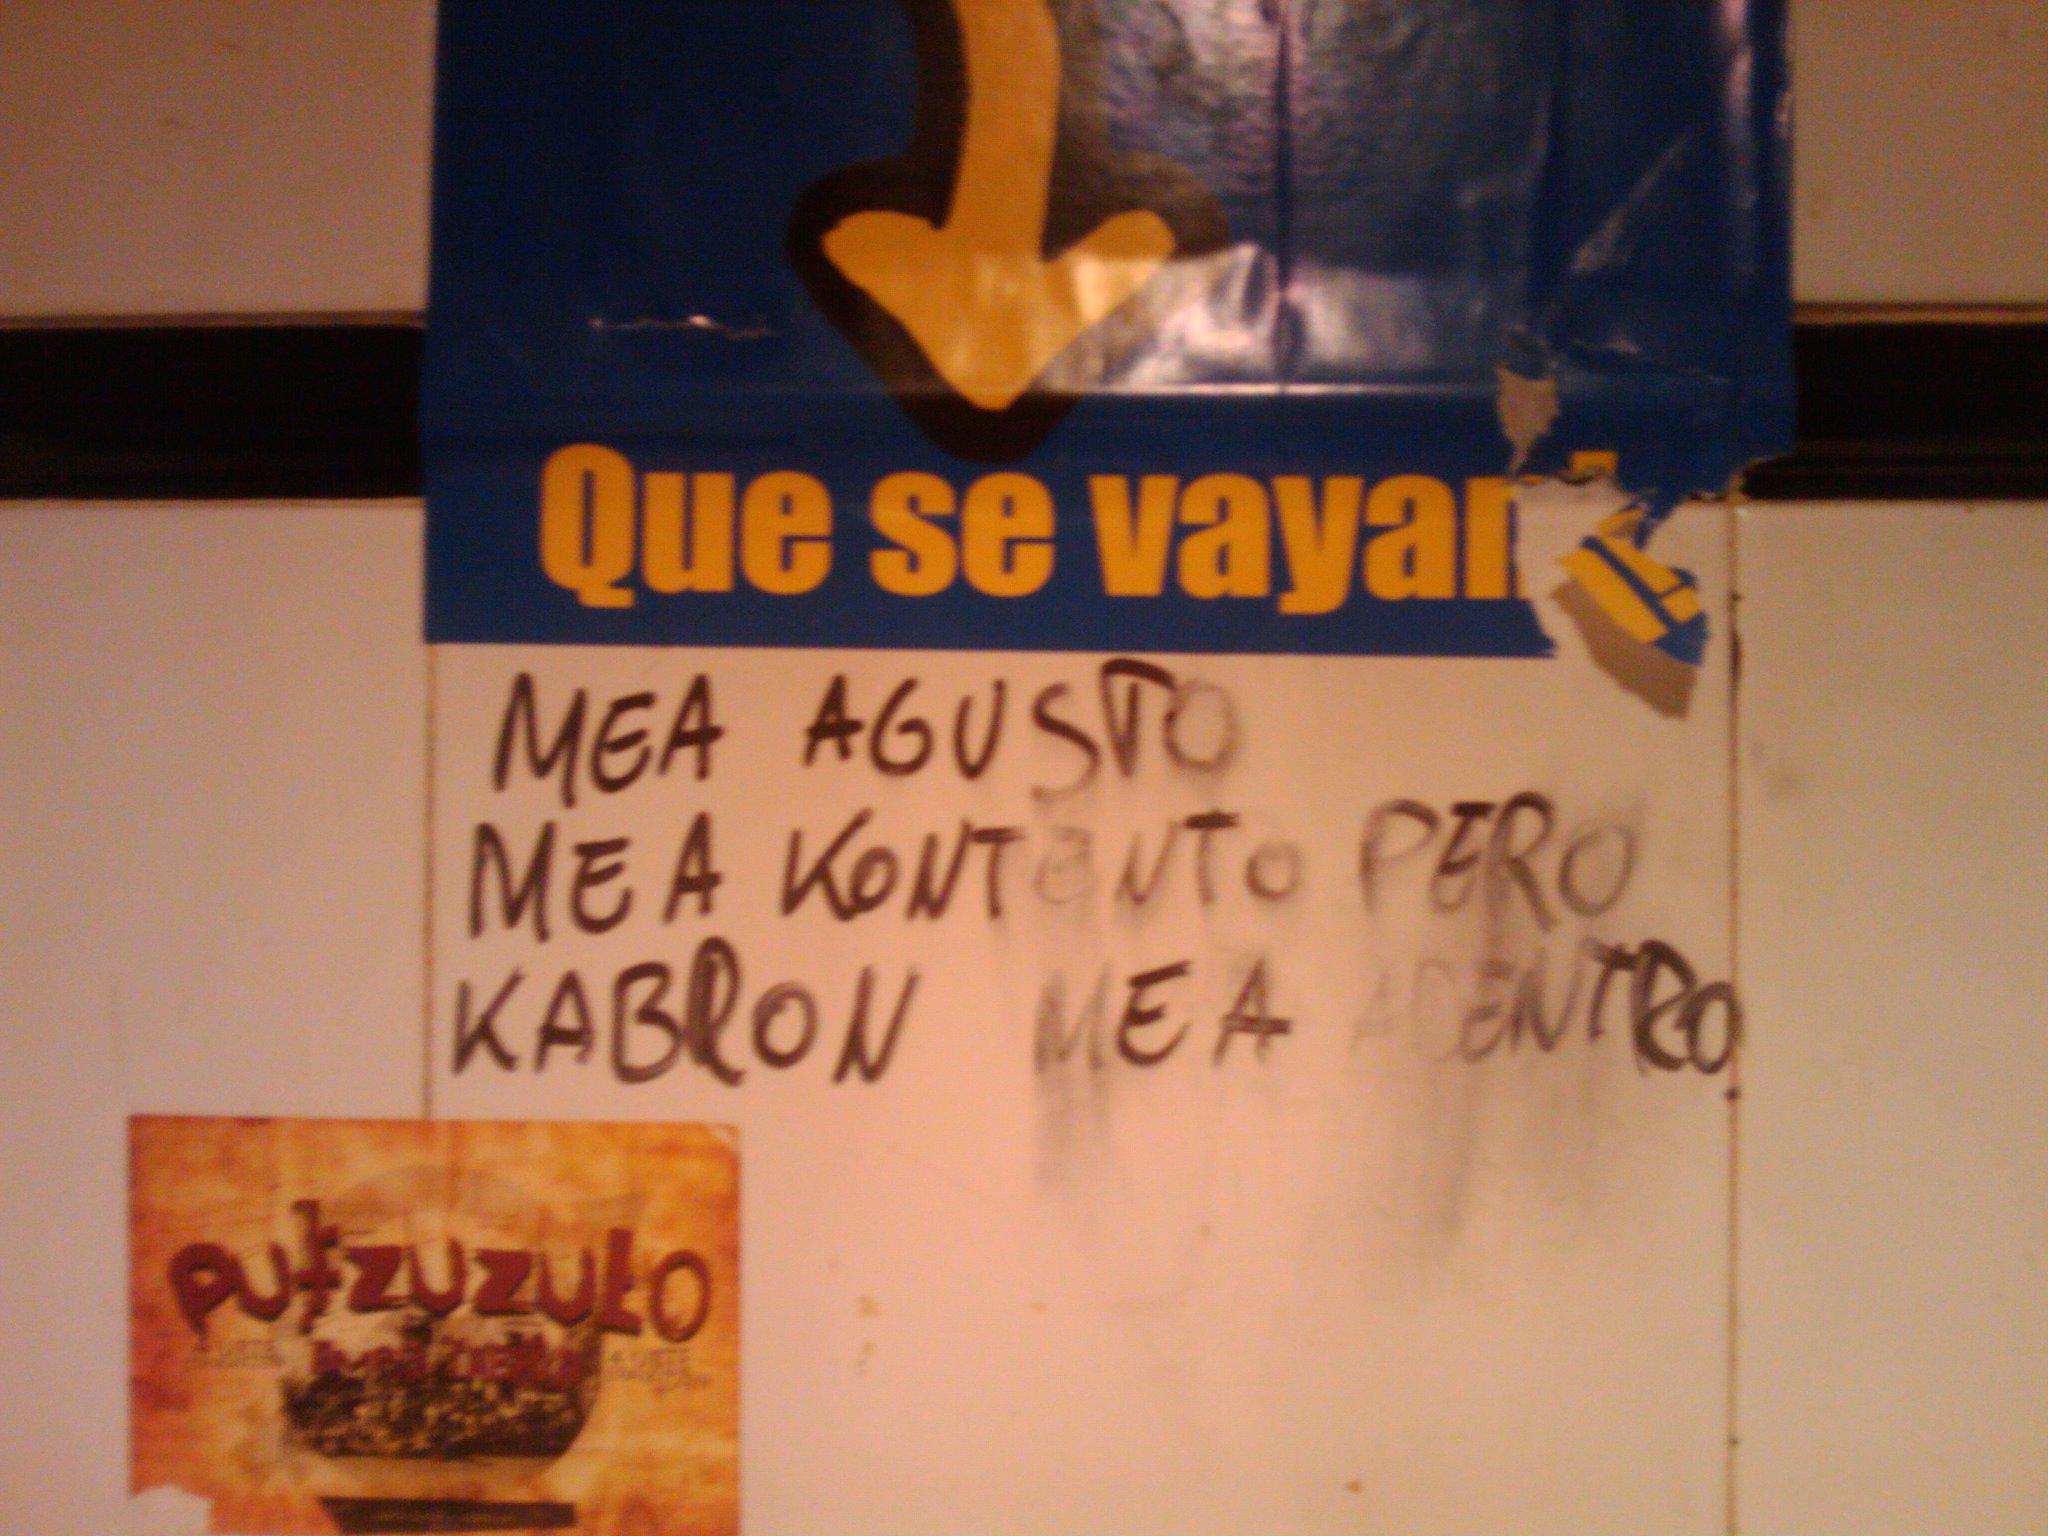 Que se vayan
MEA AGUSTO
MEA KONTENTO PERO
KABRON MEA ADENTRO
putzuzulo